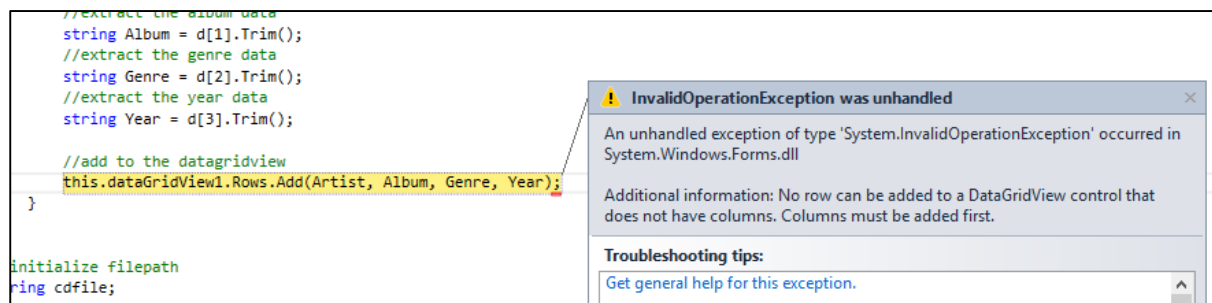 //extract the album data
string Album = d[1].Trim();
//extract the genre data
string Genre = d[2].Trim();
//extract the year data
string Year = d[3].Trim();
//add to the datagridview
this.dataGridView1.Rows.Add(Artist, Album, Genre, Year);
}
initialize filepath
ring cdfile;
InvalidOperationException was unhandled
An unhandled exception of type 'System.InvalidOperationException' occurred in
System.Windows.Forms.dll
Additional information: No row can be added to a DataGridView control that
does not have columns. Columns must be added first.
Troubleshooting tips:
Get general help for this exception.